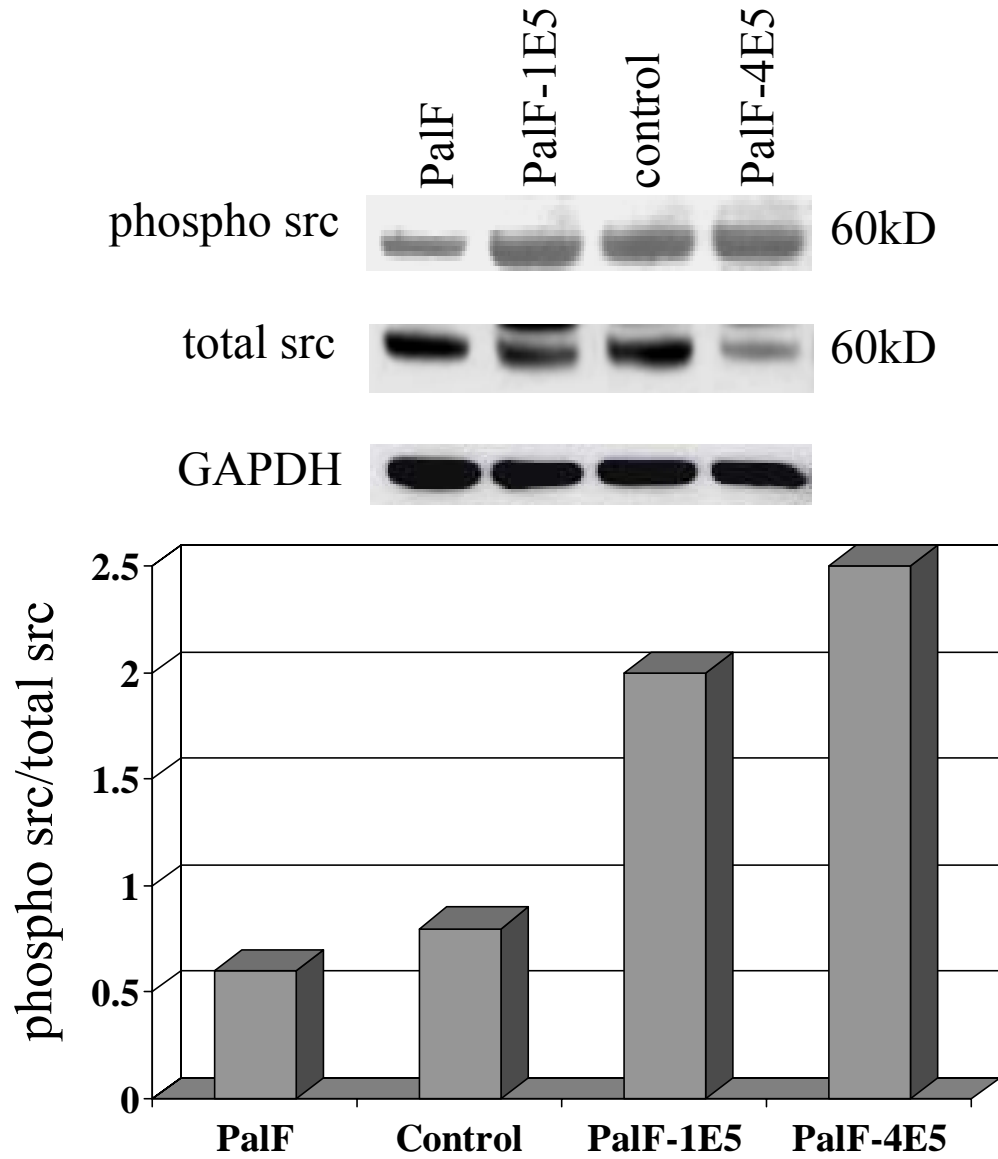 PalF
PalF-1E5
control
PalF-4E5
phospho src
60kD
total src
60kD
GAPDH
phospho src/total src
2.5
2
1.5
1
0.5
0
PalF
Control
PalF-1E5
PalF-4E5